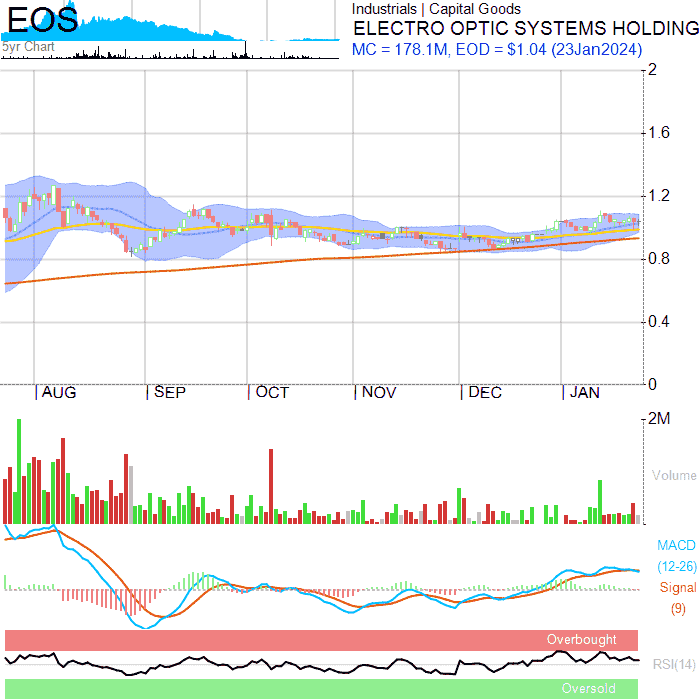 EOS
5yr Chart
Industrials | Capital Goods
ELECTRO OPTIC SYSTEMS HOLDING
MC = 178.1M, EOD = $1.04 (23Jan2024)
2
1.6
1.2
0.8
0.4
0
AUG SEP OCT NOV DEC JAN
2M
Volume
MACD
(12-26)
Signal
(9)
Overbought
RSI(14)
Oversold